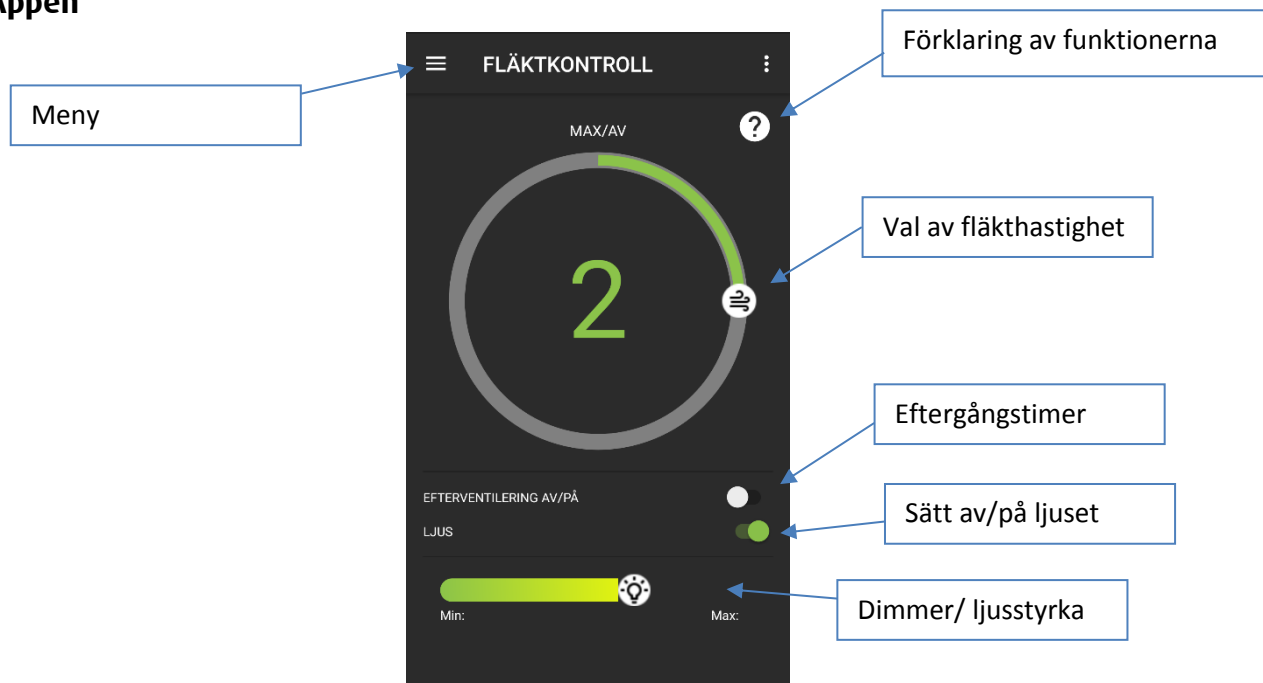 Appen
Förklaring av funktionerna
FLÄKTKONTROLL
Meny
MAX/AV
?
Val av fläkthastighet
2
Eftergångstimer
EFTERVENTILERING AV/PÅ
Sätt av/på ljuset
LJUS
Dimmer/ ljusstyrka
Min:
Max: